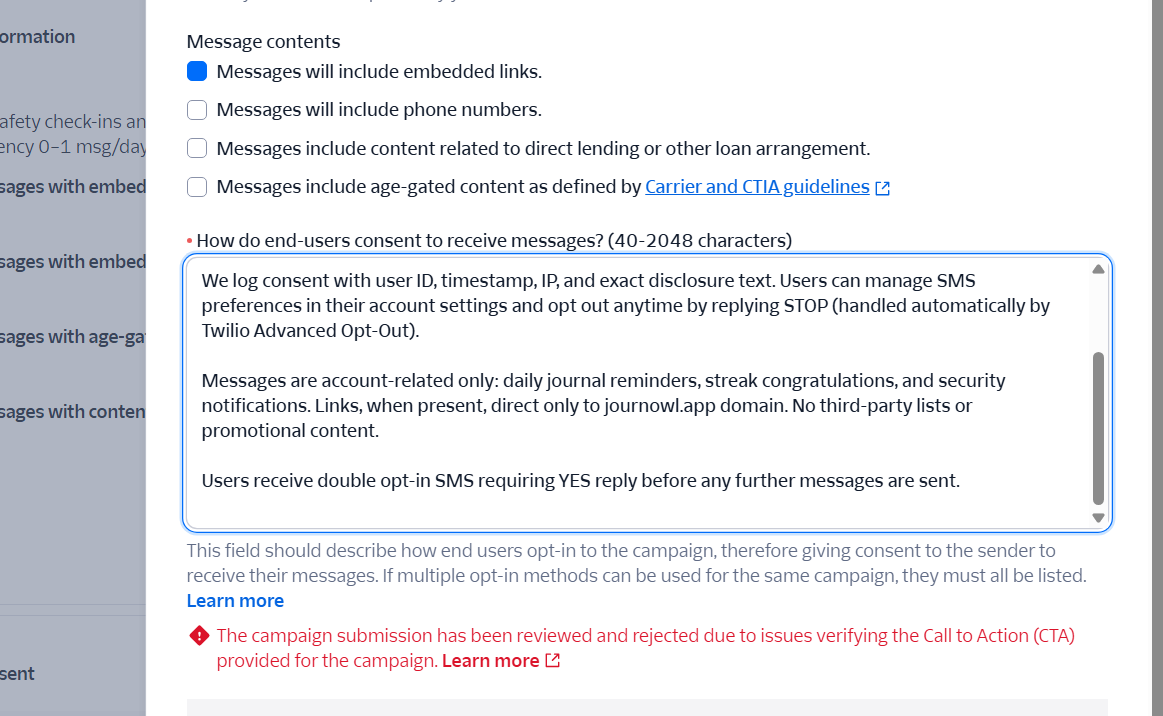 ormation
afety check-ins an
ency 0–1 msg/day
sages with embed
sages with embed
sages with age-ga
sages with conten
sent
Message contents
Messages will include embedded links.
Messages will include phone numbers.
Messages include content related to direct lending or other loan arrangement.
Messages include age-gated content as defined by Carrier and CTIA guidelines
• How do end-users consent to receive messages? (40-2048 characters)
We log consent with user ID, timestamp, IP, and exact disclosure text. Users can manage SMS
preferences in their account settings and opt out anytime by replying STOP (handled automatically by
Twilio Advanced Opt-Out).
Messages are account-related only: daily journal reminders, streak congratulations, and security
notifications. Links, when present, direct only to journowl.app domain. No third-party lists or
promotional content.
Users receive double opt-in SMS requiring YES reply before any further messages are sent.
This field should describe how end users opt-in to the campaign, therefore giving consent to the sender to
receive their messages. If multiple opt-in methods can be used for the same campaign, they must all be listed.
Learn more
The campaign submission has been reviewed and rejected due to issues verifying the Call to Action (CTA)
provided for the campaign. Learn more